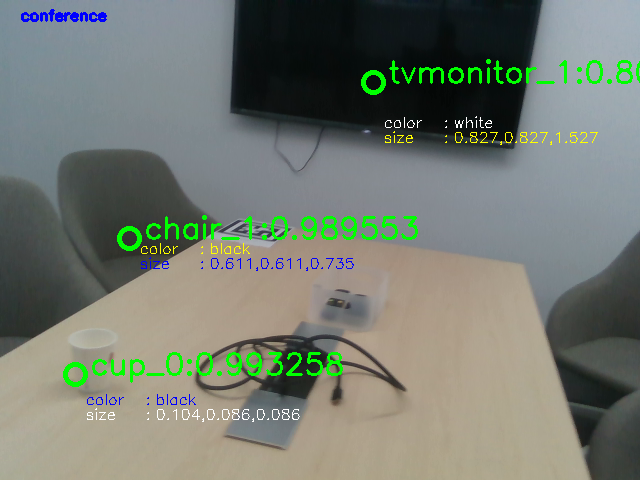 conference
tvmonitor_1:0.80
color : white
size : 0.827,0.827,1.527
chair_1:0.989553
color : black
size : 0.611,0.611,0.735
cup_0:0.993258
color : black
size : 0.104,0.086,0.086